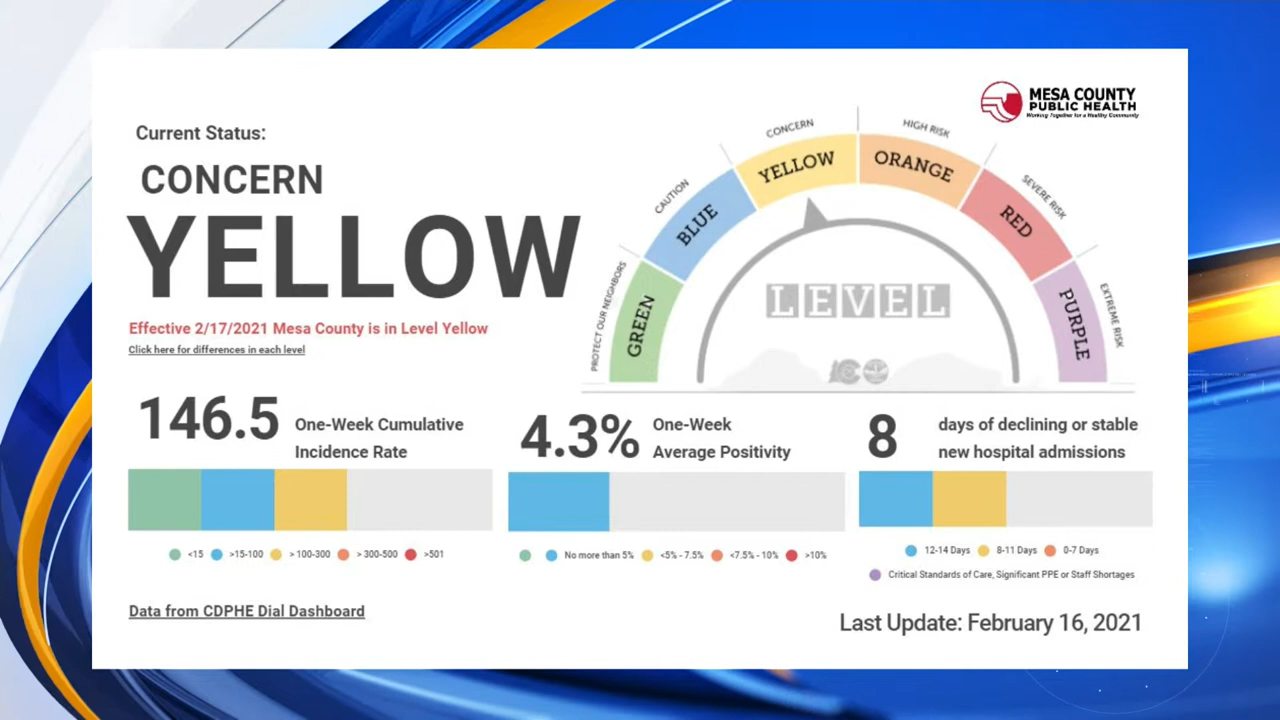 MESA COUNTY
PUBLIC HEALTH
Working Together for a Healthy Community
Current Status:
CONCERN
YELLOW
Effective 2/17/2021 Mesa County is in Level Yellow
Click here for differences in each level
PROTECT OUR NEIGHBORS
GREEN
CAUTION
BLUE
CONCERN
YELLOW
HIGH RISK
ORANGE
SEVERE RISK
RED
EXTREME RISK
PURPLE
LEVEL
146.5
One-Week Cumulative
Incidence Rate
<15 >15-100 >100-300 >300-500 >501
4.3%
One-Week
Average Positivity
No more than 5% <5% - 7.5% <7.5% - 10% >10%
8
days of declining or stable
new hospital admissions
12-14 Days 8-11 Days 0-7 Days
Critical Standards of Care, Significant PPE or Staff Shortages
Data from CDPHE Dial Dashboard
Last Update: February 16, 2021